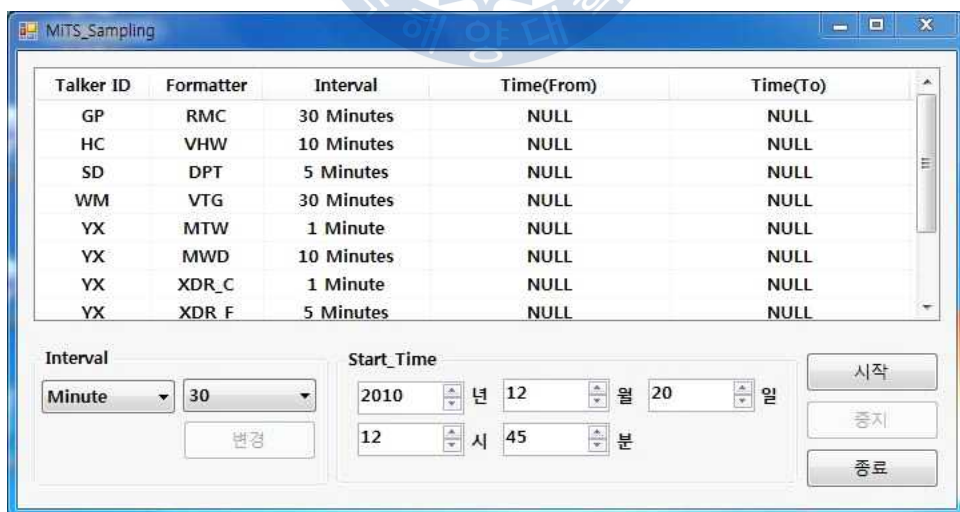 MiTS_Sampling
Talker ID Formatter Interval Time(From) Time(To)
GP RMC 30 Minutes NULL NULL
HC VHW 10 Minutes NULL NULL
SD DPT 5 Minutes NULL NULL
WM VTG 30 Minutes NULL NULL
YX MTW 1 Minute NULL NULL
YX MWD 10 Minutes NULL NULL
YX XDR_C 1 Minute NULL NULL
YX XDR_F 5 Minutes NULL NULL
Interval
Minute 30
변경
Start_Time
2010 년 12 월 20 일
12 시 45 분
시작
중지
종료